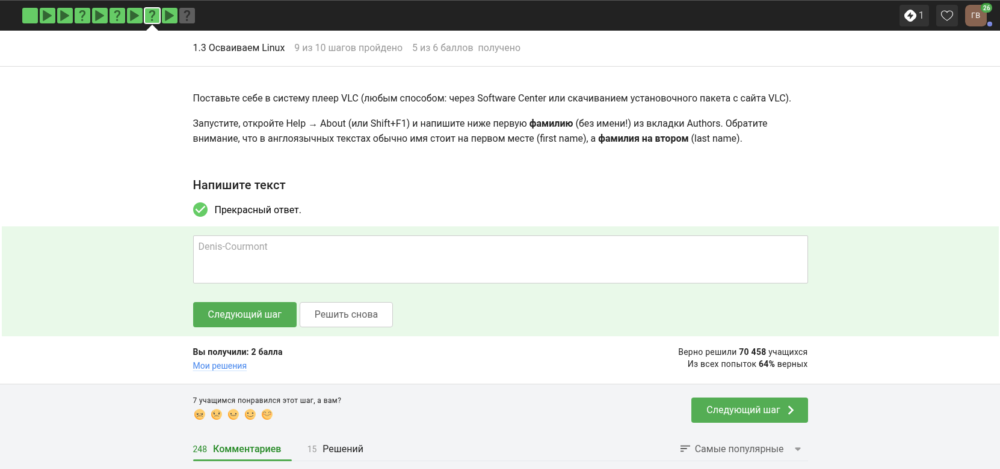 ? ? ? ?
1
ГВ
26
1.3 Осваиваем Linux 9 из 10 шагов пройдено 5 из 6 баллов получено
Поставьте себе в систему плеер VLC (любым способом: через Software Center или скачиванием установочного пакета с сайта VLC).
Запустите, откройте Help → About (или Shift+F1) и напишите ниже первую фамилию (без имени!) из вкладки Authors. Обратите
внимание, что в англоязычных текстах обычно имя стоит на первом месте (first name), а фамилия на втором (last name).
Напишите текст
Прекрасный ответ.
Denis-Courmont
Следующий шаг Решить снова
Вы получили: 2 балла
Мои решения
Верно решили 70 458 учащихся
Из всех попыток 64% верных
7 учащимся понравился этот шаг, а вам?
Следующий шаг
248 Комментариев 15 Решений Самые популярные